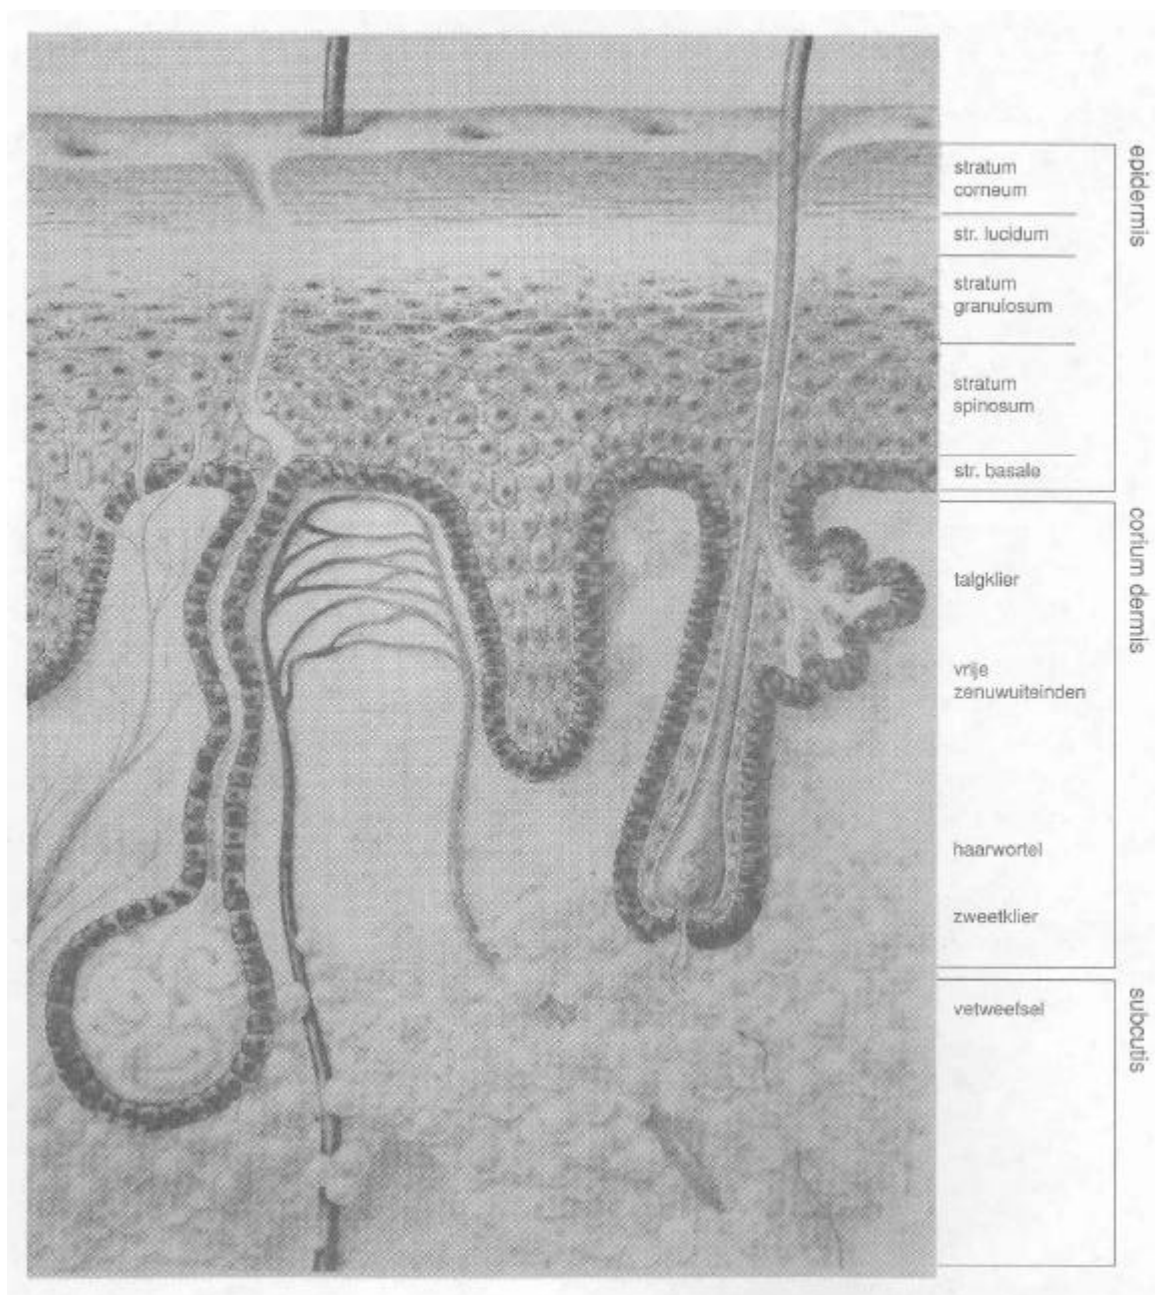 epidermis
stratum
corneum
str. lucidum
stratum
granulosum
stratum
spinosum
str. basale
corium dermis
talgklier
vrije
zenuwuiteinden
haarwortel
zweetklier
subcutis
vetweefsel